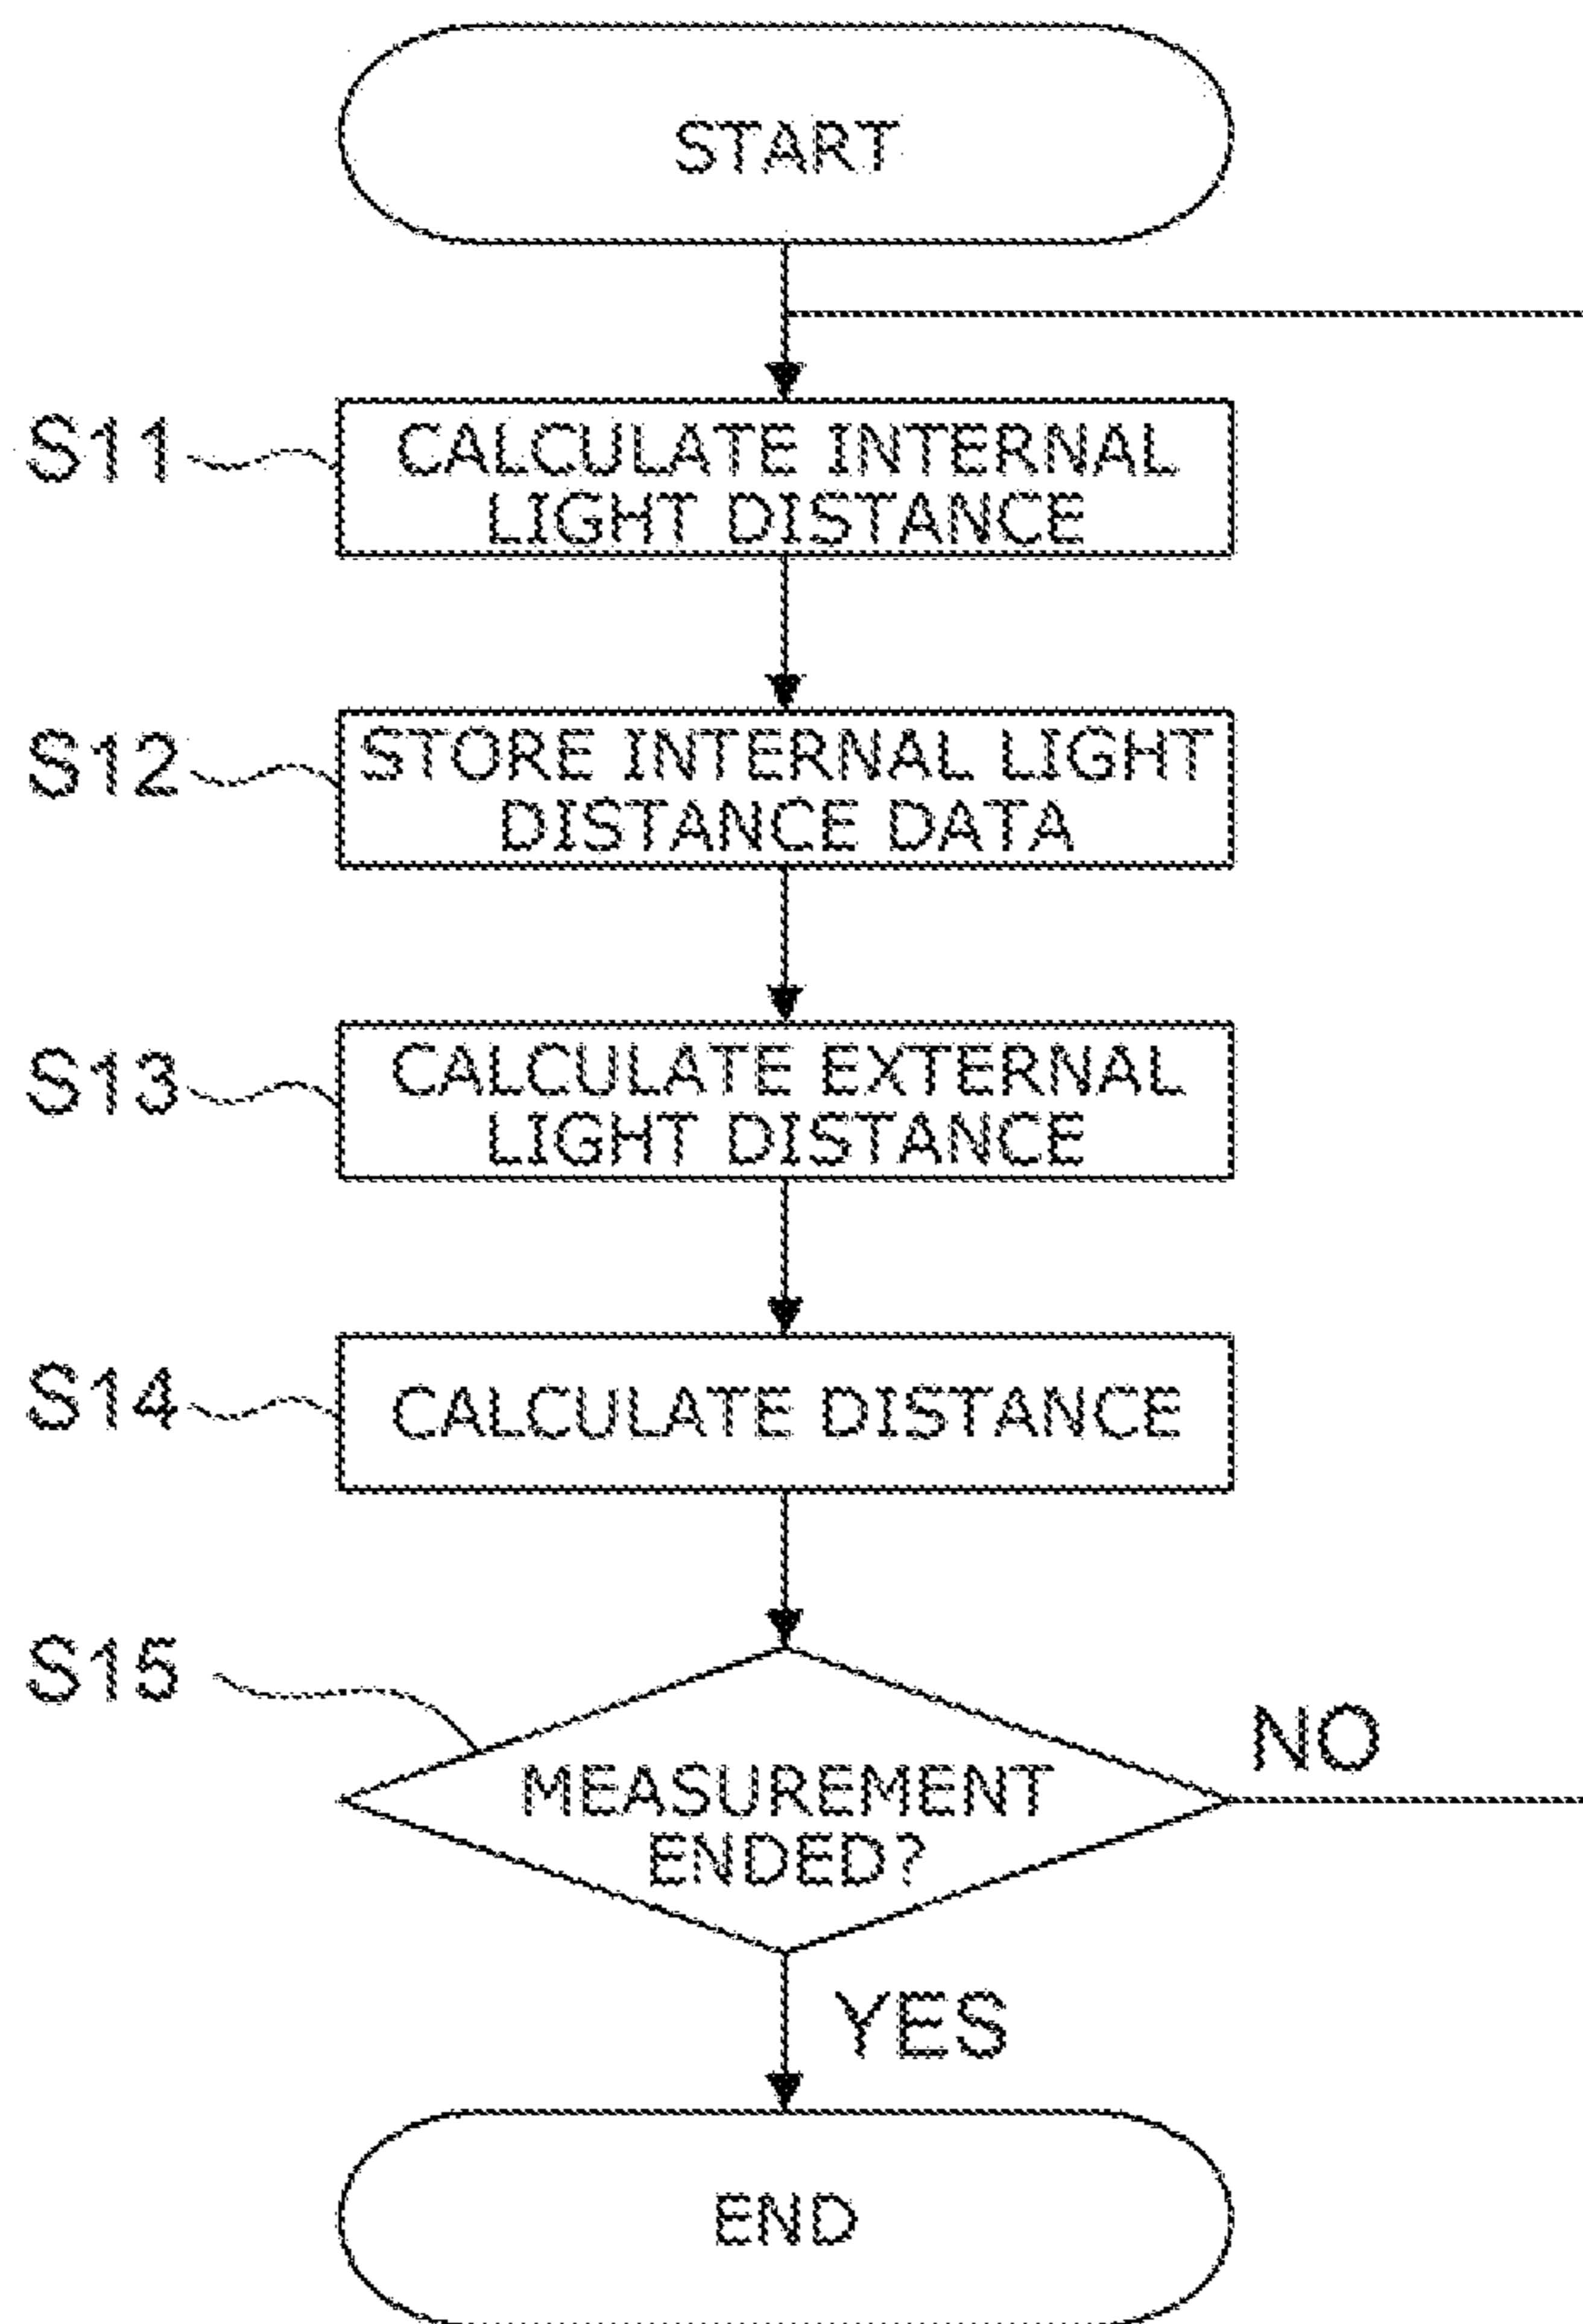 START
S11
CALCULATE INTERNAL
LIGHT DISTANCE
S12
STORE INTERNAL LIGHT
DISTANCE DATA
S13
CALCULATE EXTERNAL
LIGHT DISTANCE
S14
CALCULATE DISTANCE
S15
MEASUREMENT
ENDED?
NO
YES
END